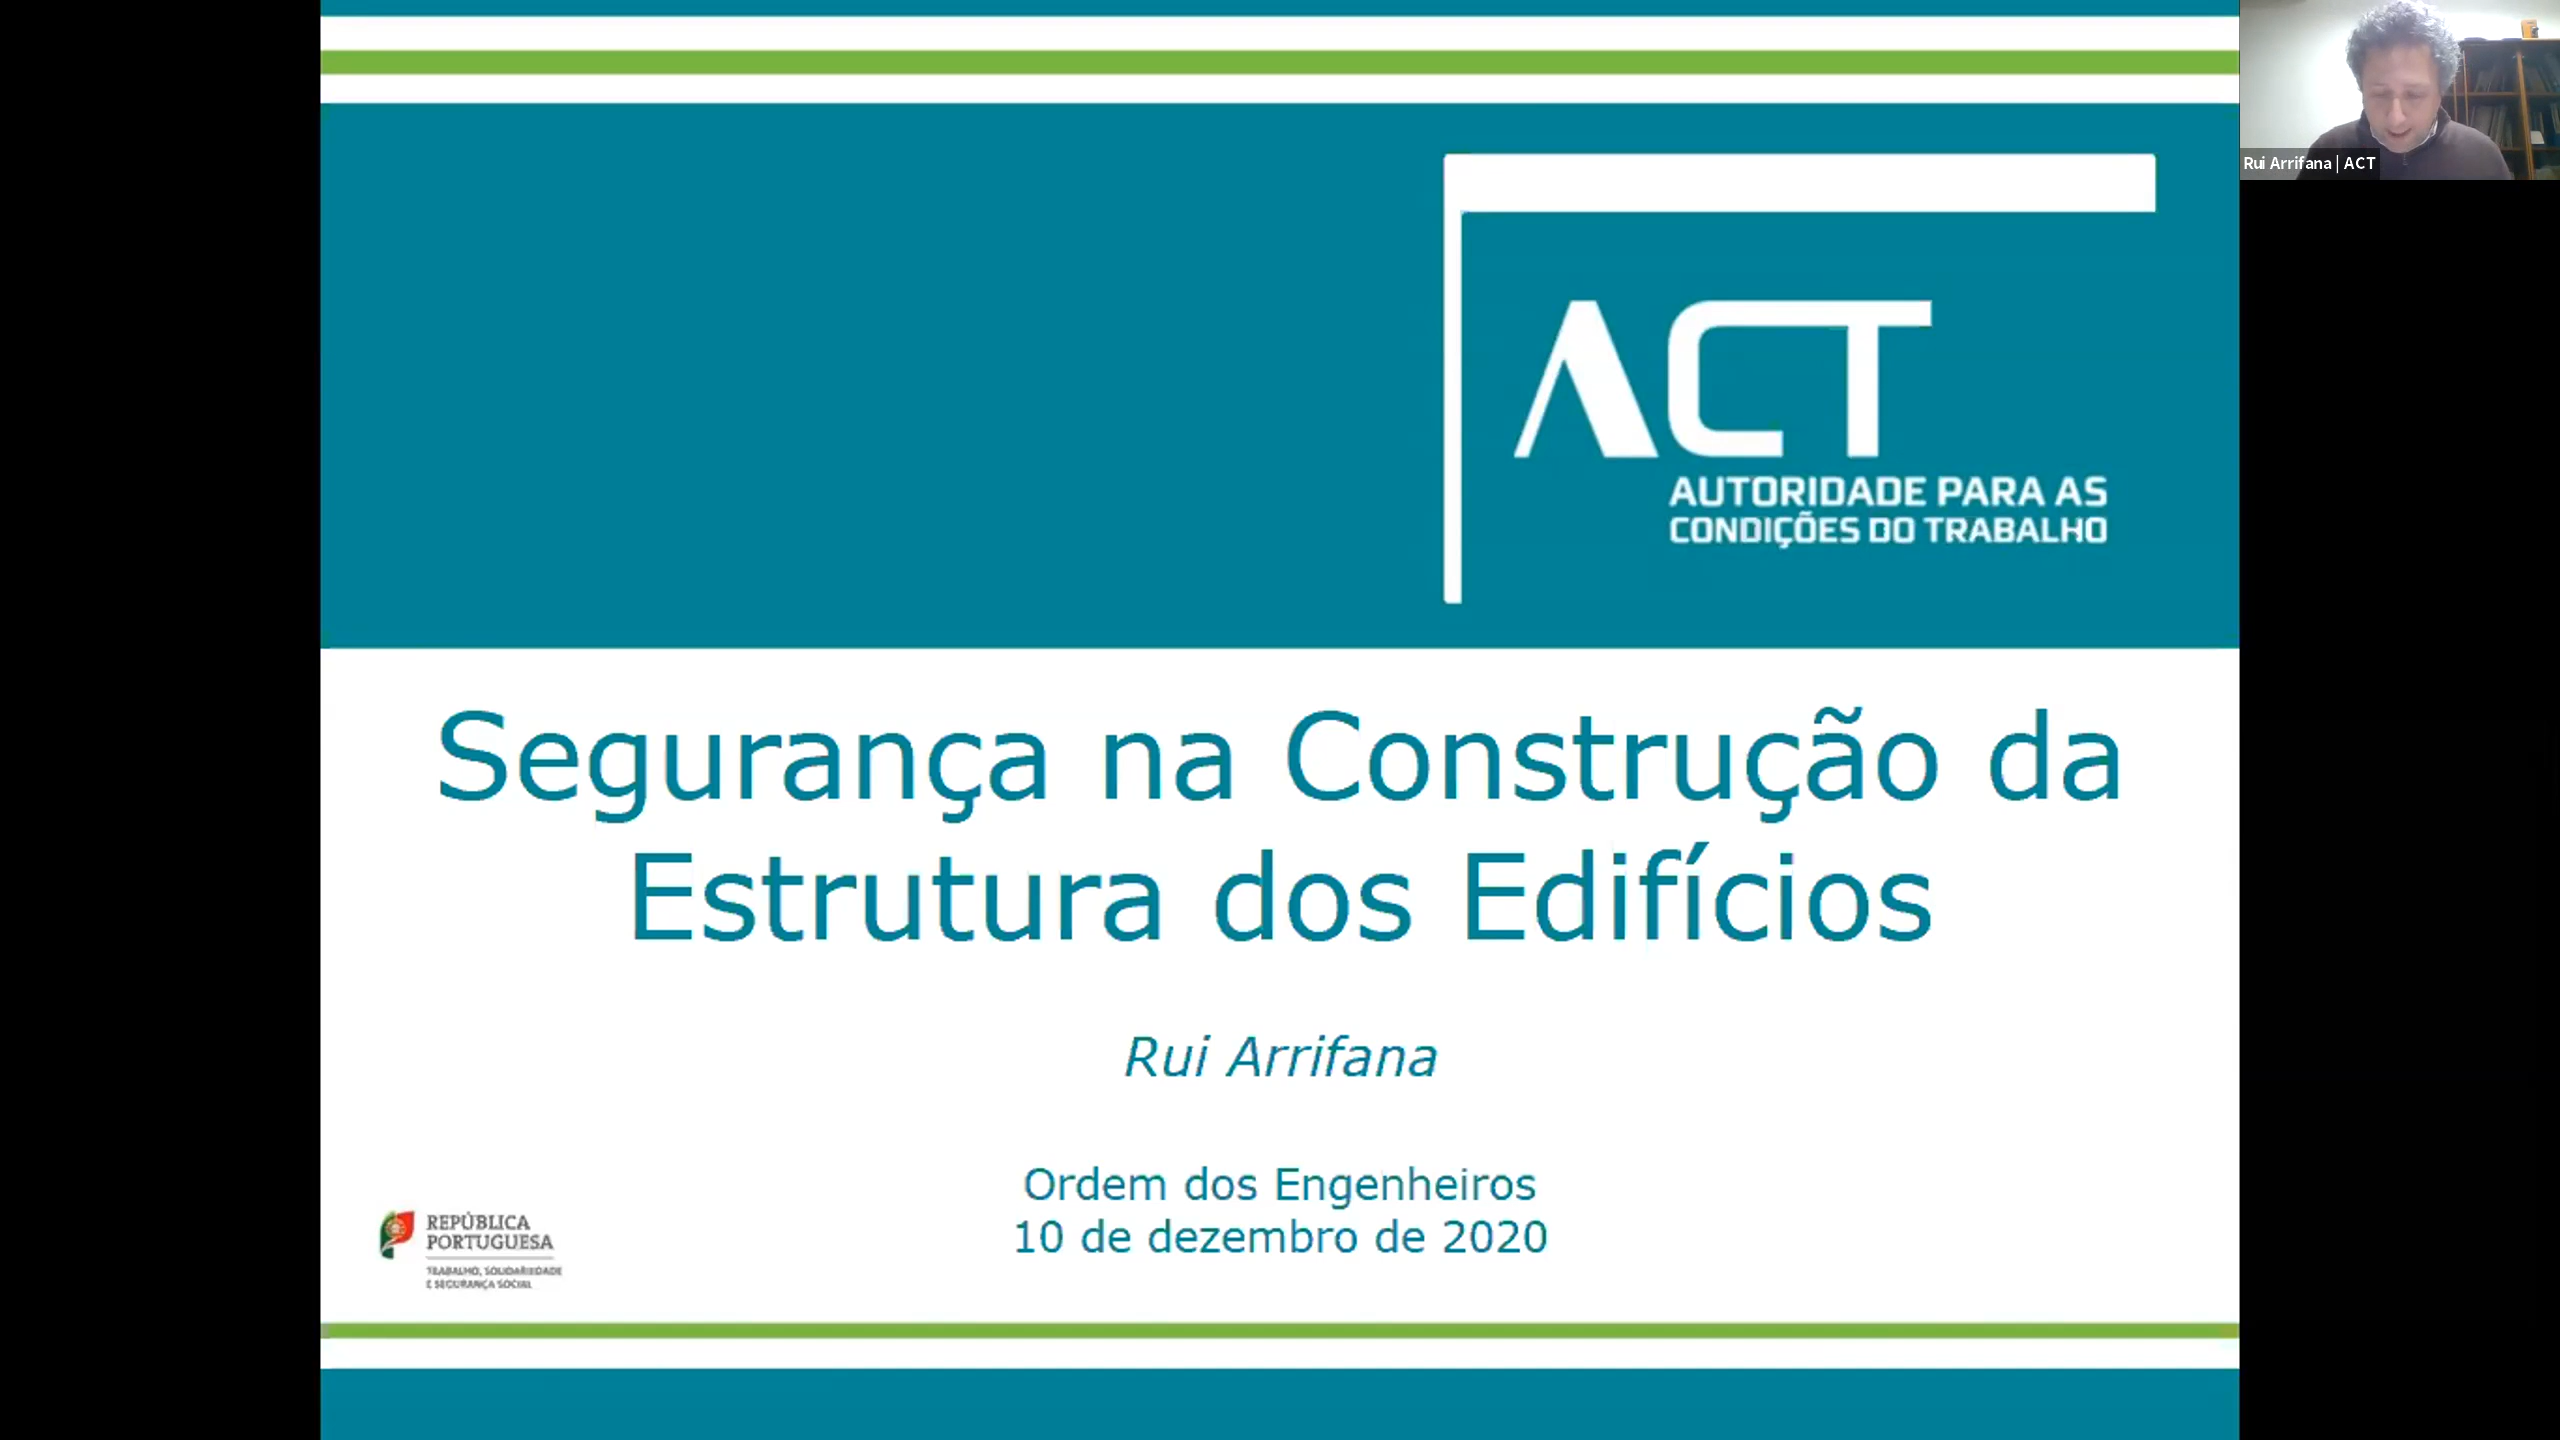 Rui Arrifana | ACT
ACT
AUTORIDADE PARA AS
CONDIÇÕES DO TRABALHO
Segurança na Construção da
Estrutura dos Edifícios
Rui Arrifana
Ordem dos Engenheiros
10 de dezembro de 2020
REPÚBLICA
PORTUGUESA
TRABALHO, SOLIDARIEDADE
E SEGURANÇA SOCIAL